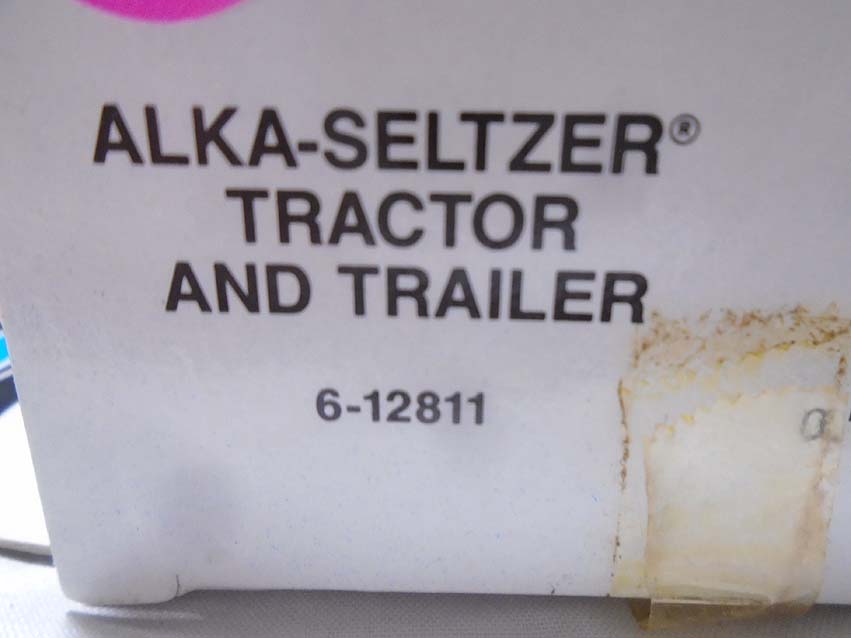 ALKA-SELTZER®
TRACTOR
AND TRAILER
6-12811